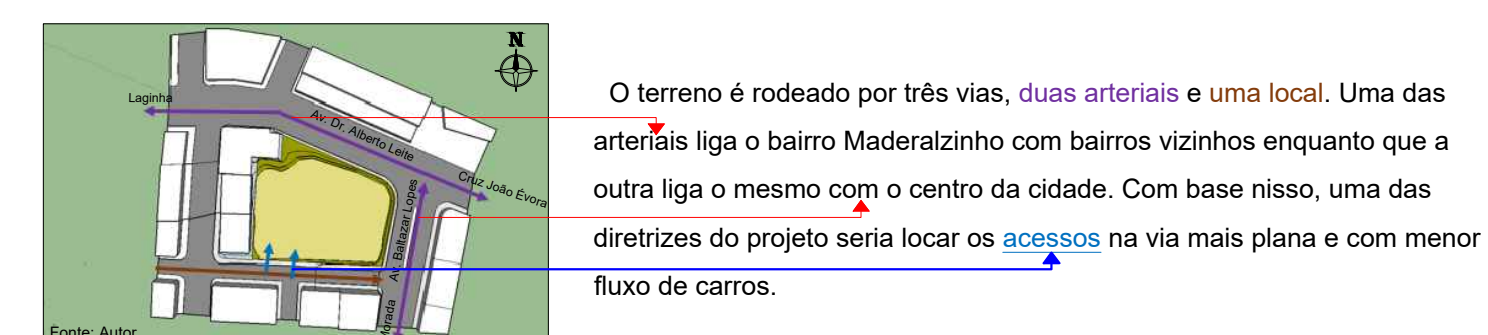 N
Laginha
Av. Dr. Alberto Leite
Cruz João Évora
Av. Baltazar Lopes
Morada
Fonte: Autor
O terreno é rodeado por três vias, duas arteriais e uma local. Uma das
arteriais liga o bairro Maderalzinho com bairros vizinhos enquanto que a
outra liga o mesmo com o centro da cidade. Com base nisso, uma das
diretrizes do projeto seria locar os acessos na via mais plana e com menor
fluxo de carros.